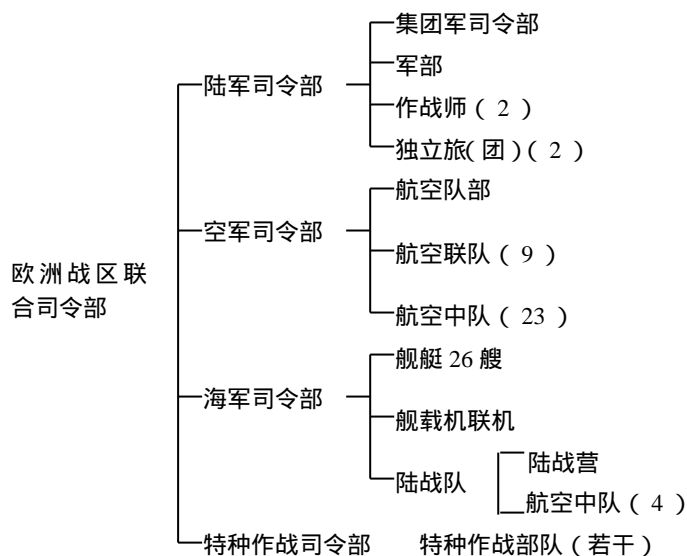 集团军司令部
陆军司令部
军部
作战师（ 2 ）
独立旅(团)（ 2 ）
航空队部
空军司令部
航空联队（ 9 ）
欧洲战区联
合司令部
航空中队（ 23 ）
舰艇 26 艘
海军司令部
舰载机联机
陆战队
陆战营
航空中队（ 4 ）
特种作战司令部 特种作战部队（若干）